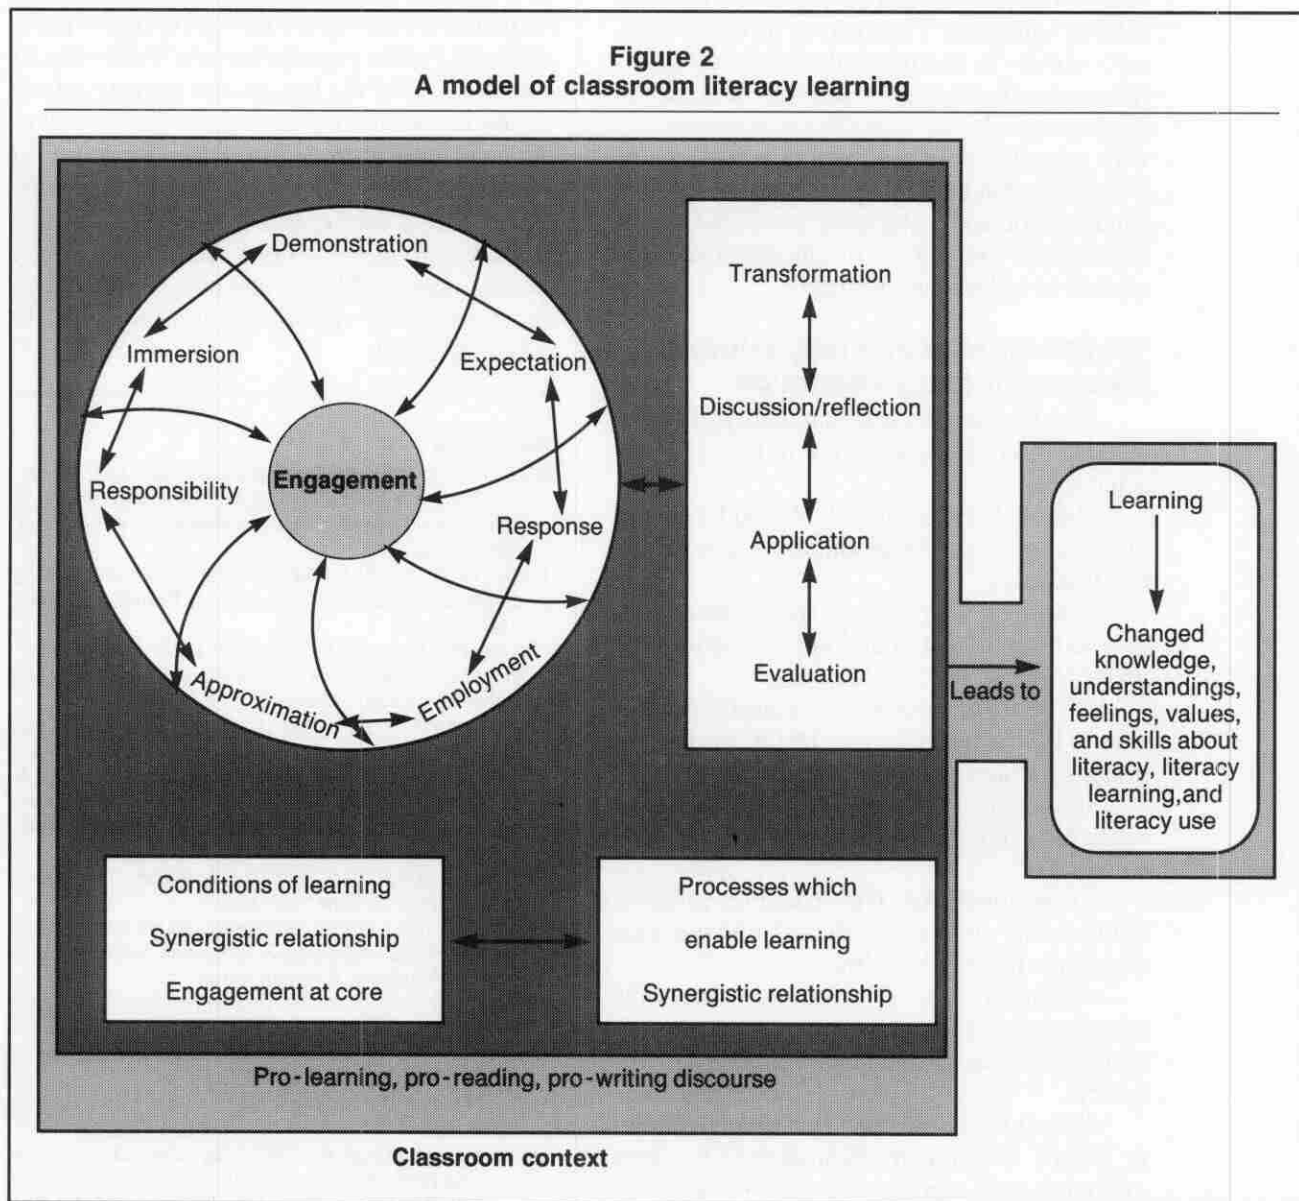 Figure 2
A model of classroom literacy learning
Demonstration
Immersion
Expectation
Engagement
Responsibility
Response
Approximation
Employment
Transformation
Discussion/reflection
Application
Evaluation
Leads to
Learning
Changed
knowledge,
understandings,
feelings, values,
and skills about
literacy, literacy
learning,and
literacy use
Conditions of learning
Synergistic relationship
Engagement at core
Processes which
enable learning
Synergistic relationship
Pro-learning, pro-reading, pro-writing discourse
Classroom context